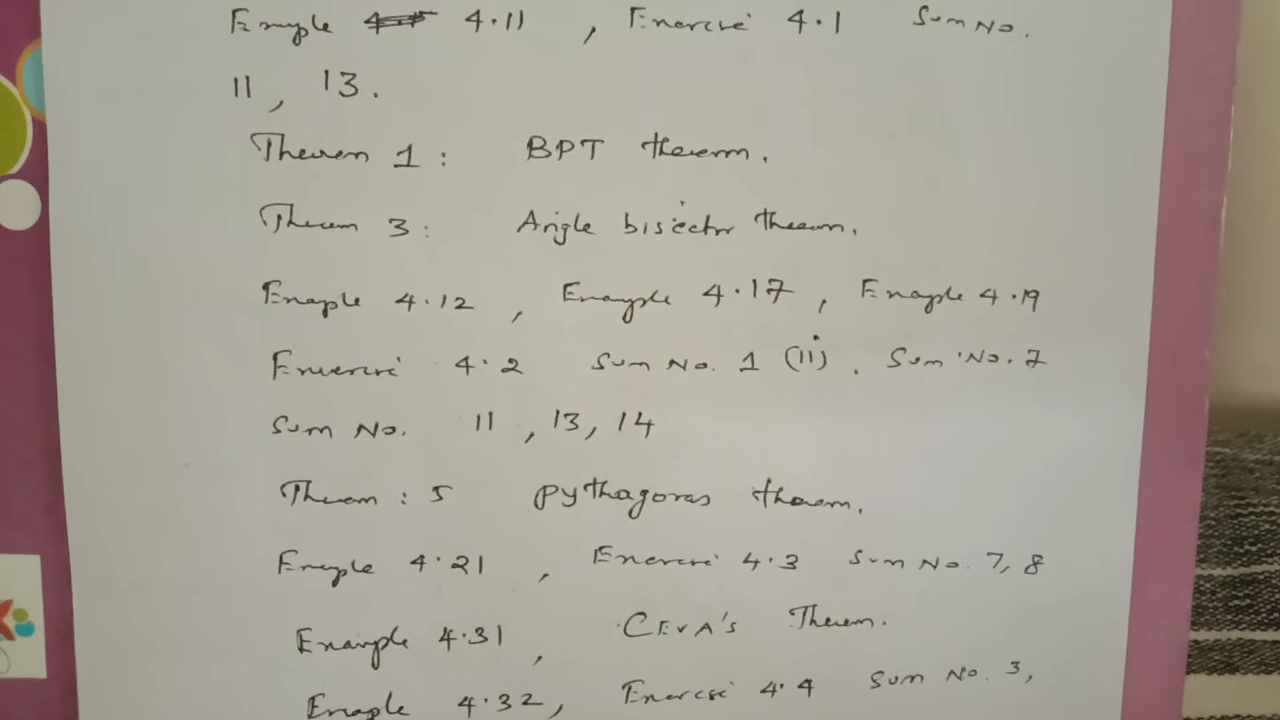 Example 4.11 , Exercise 4.1 Sum No.
11 , 13.
Theorem 1 : BPT theorem.
Theorem 3 : Angle bisector theorem.
Example 4.12 , Example 4.17 , Example 4.19
Exercise 4.2 Sum No. 1 (ii) . Sum No. 7
Sum No. 11 , 13, 14
Theorem : 5 pythagoras theorem.
Example 4.21 , Exercise 4.3 Sum No. 7, 8
Example 4.31 , CEVA's Theorem.
Example 4.32, Exercise 4.4 Sum No. 3,